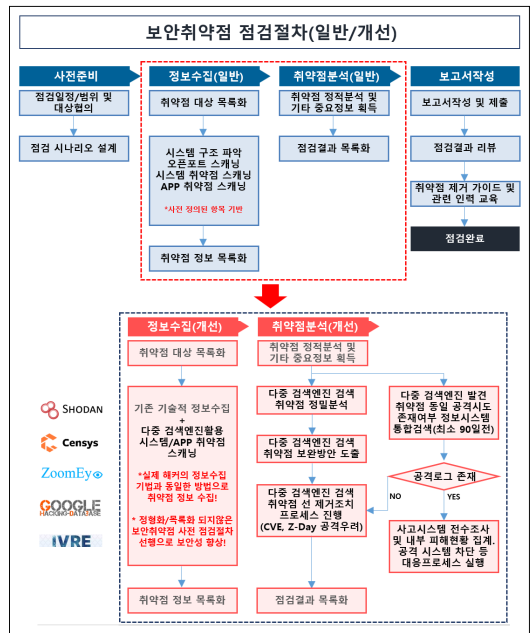 보안취약점 점검절차(일반/개선)
사전준비
점검일정/범위 및
대상협의
점검 시나리오 설계
정보수집(일반)
취약점 대상 목록화
시스템 구조 파악
오픈포트 스캐닝
시스템 취약점 스캐닝
APP 취약점 스캐닝
*사전 정의된 항목 기반
취약점 정보 목록화
취약점분석(일반)
취약점 정적분석 및
기타 중요정보 획득
점검결과 목록화
보고서작성
보고서작성 및 제출
점검결과 리뷰
취약점 제거 가이드 및
관련 인력 교육
점검완료
SHODAN
Censys
ZoomEye
GOOGLE
HACKING-DATABASE
IVRE
정보수집(개선)
취약점 대상 목록화
기존 기술적 정보수집
+
다중 검색엔진활용
시스템/APP 취약점
스캐닝
*실제 해커의 정보수집
기법과 동일한 방법으로
취약점 정보 수집!
* 정형화/목록화 되지않은
보안취약점 사전 점검절차
선행으로 보안성 향상!
취약점 정보 목록화
취약점분석(개선)
취약점 정적분석 및
기타 중요정보 획득
다중 검색엔진 검색
취약점 정밀분석
다중 검색엔진 검색
취약점 보완방안 도출
다중 검색엔진 검색
취약점 선 제거조치
프로세스 진행
(CVE, Z-Day 공격우려)
점검결과 목록화
다중 검색엔진 발견
취약점 동일 공격시도
존재여부 정보시스템
통합검색(최소 90일전)
공격로그 존재
NO
YES
사고시스템 전수조사
및 내부 피해현황 집계.
공격 시스템 차단 등
대응프로세스 실행